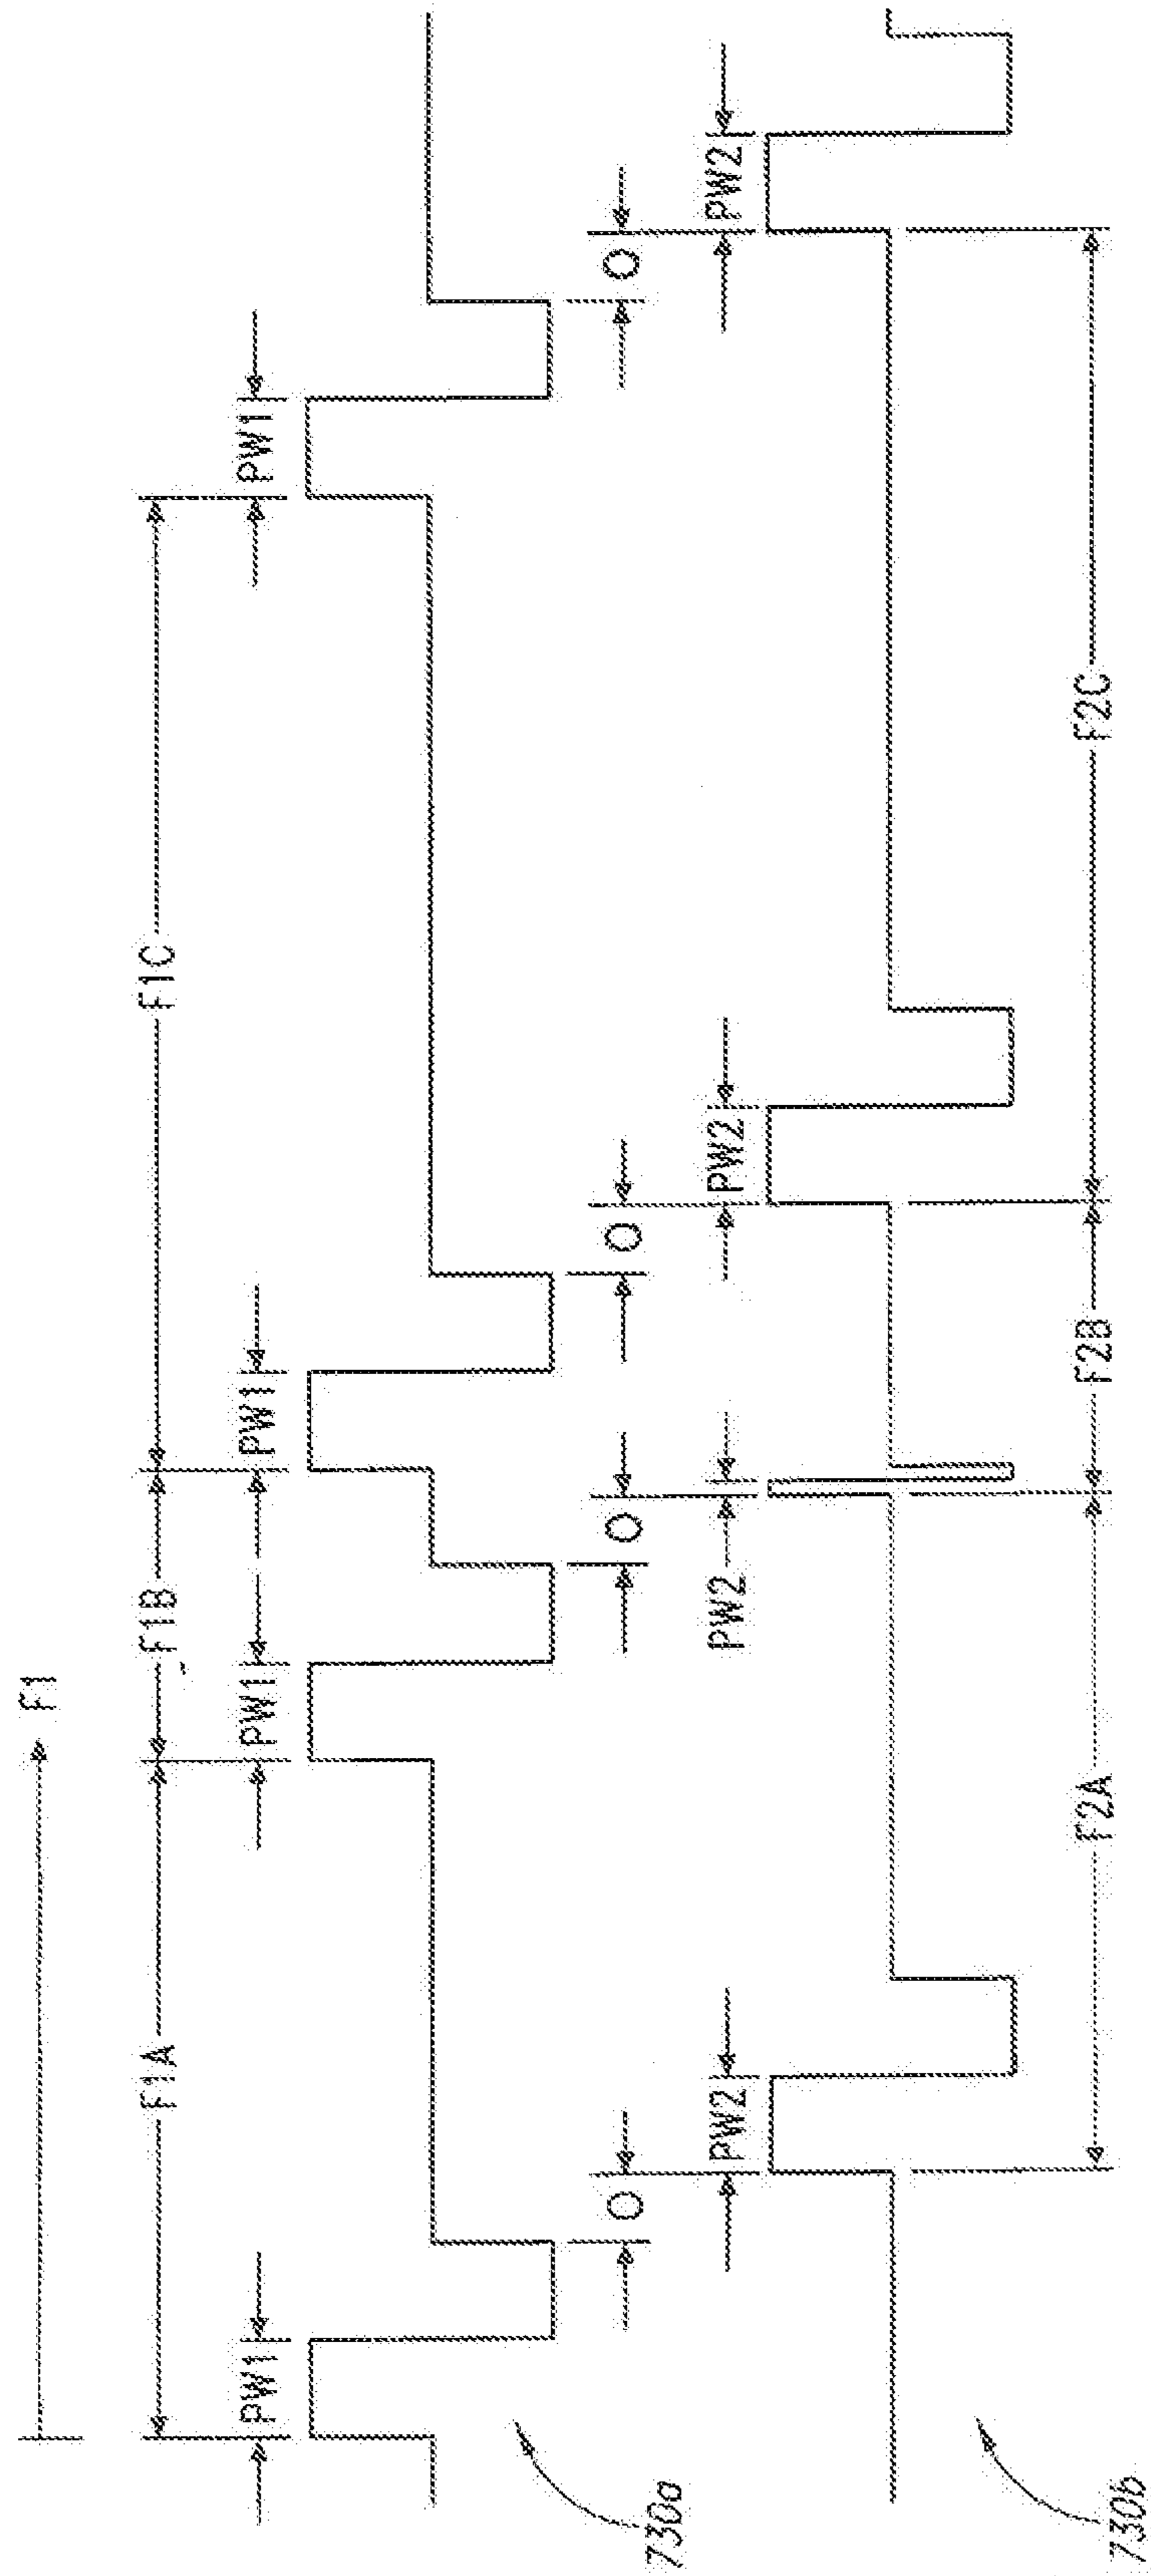 F1
F1A F1B F1C
PW1 PW1 PW1 PW1
730a
O O O O
PW2 PW2 PW2 PW2
730b
F2A F2B F2C